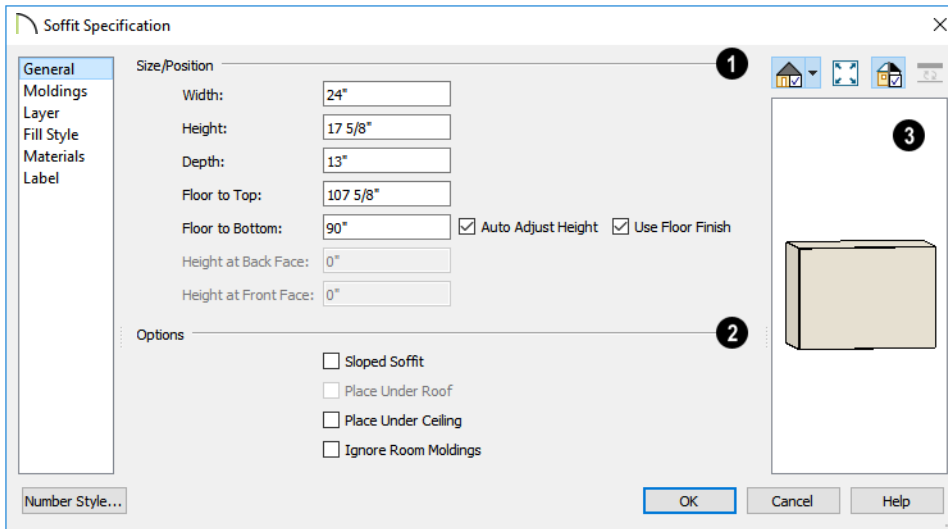 Soffit Specification
General
Moldings
Layer
Fill Style
Materials
Label
Size/Position
1
Width: 24"
Height: 17 5/8"
Depth: 13"
Floor to Top: 107 5/8"
Floor to Bottom: 90" Auto Adjust Height Use Floor Finish
Height at Back Face: 0"
Height at Front Face: 0"
Options
2
Sloped Soffit
Place Under Roof
Place Under Ceiling
Ignore Room Moldings
3
Number Style... OK Cancel Help